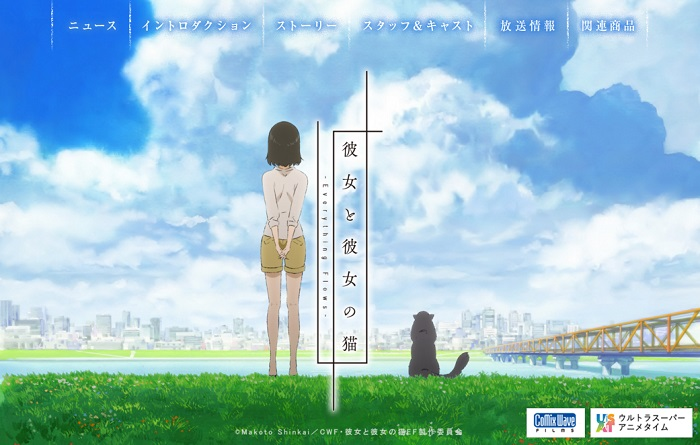 ニュース
イントロダクション
ストーリー
スタッフ&キャスト
放送情報
関連商品
彼女と彼女の猫
-Everything Flows-
©Makoto Shinkai/CWF・彼女と彼女の猫EF製作委員会
CoMix Wave
FILMS
ウルトラスーパー
アニメタイム